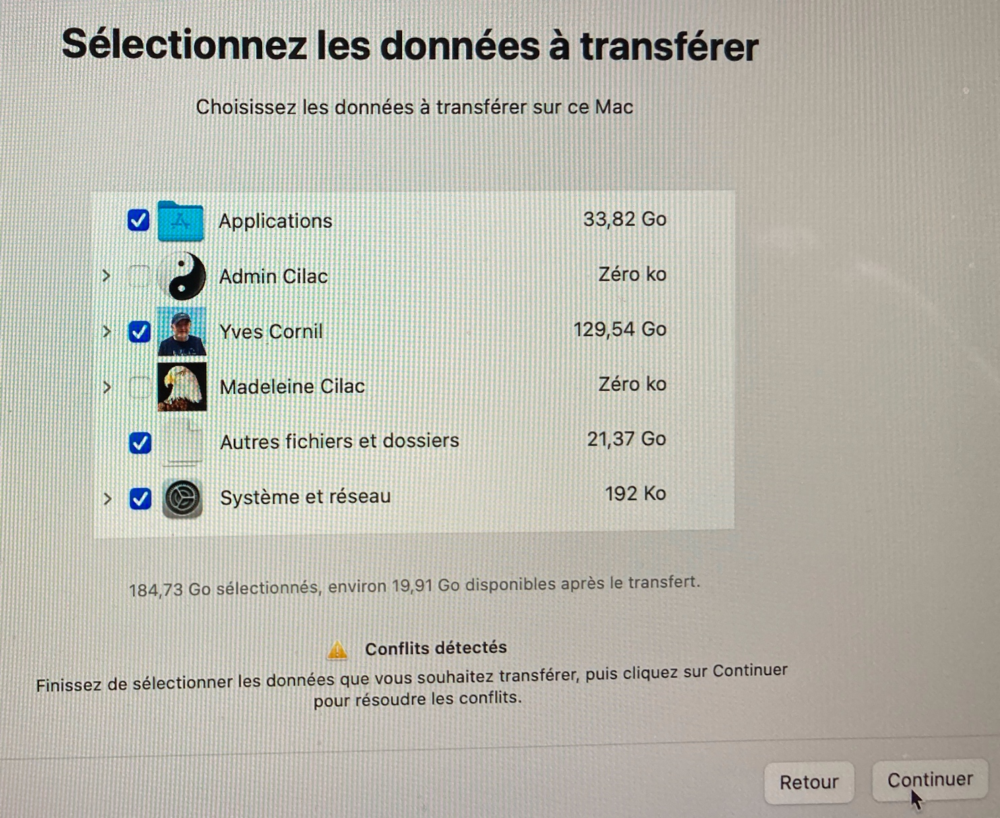 Sélectionnez les données à transférer
Choisissez les données à transférer sur ce Mac
Applications 33,82 Go
Admin Cilac Zéro ko
Yves Cornil 129,54 Go
Madeleine Cilac Zéro ko
Autres fichiers et dossiers 21,37 Go
Système et réseau 192 Ko
184,73 Go sélectionnés, environ 19,91 Go disponibles après le transfert.
Conflits détectés
Finissez de sélectionner les données que vous souhaitez transférer, puis cliquez sur Continuer
pour résoudre les conflits.
Retour Continuer